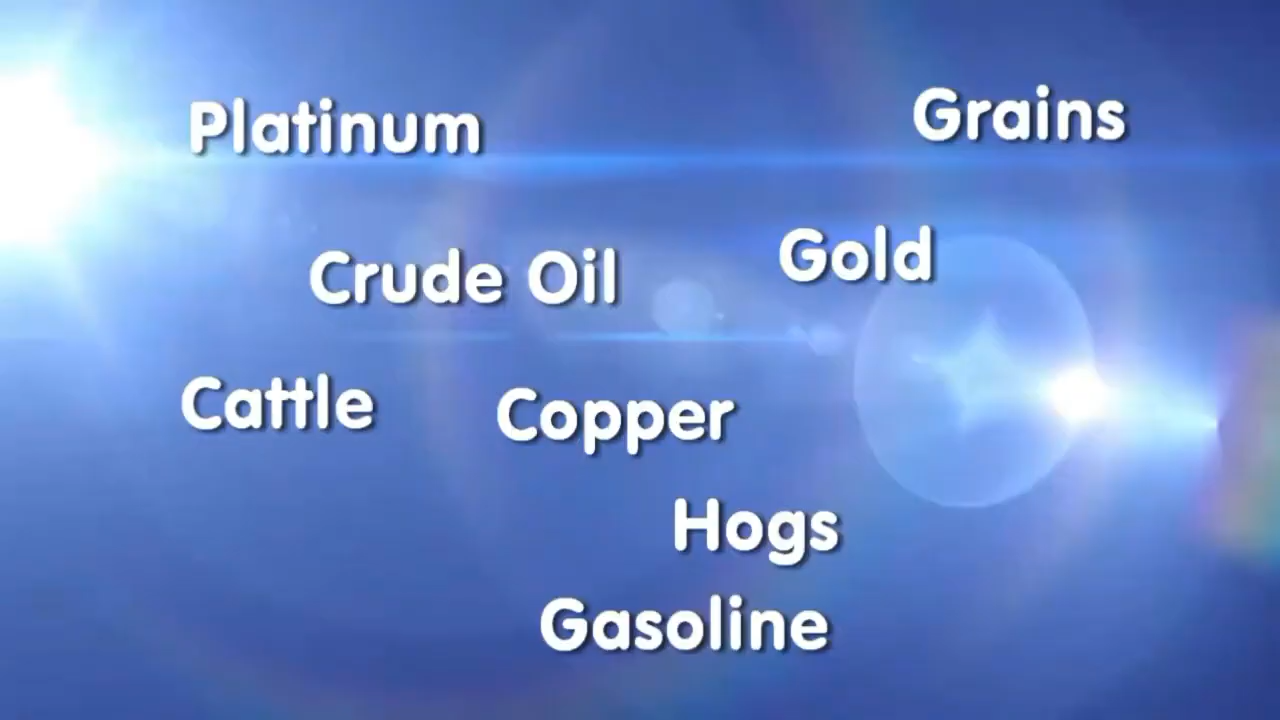 Platinum
Grains
Crude Oil
Gold
Cattle
Copper
Hogs
Gasoline